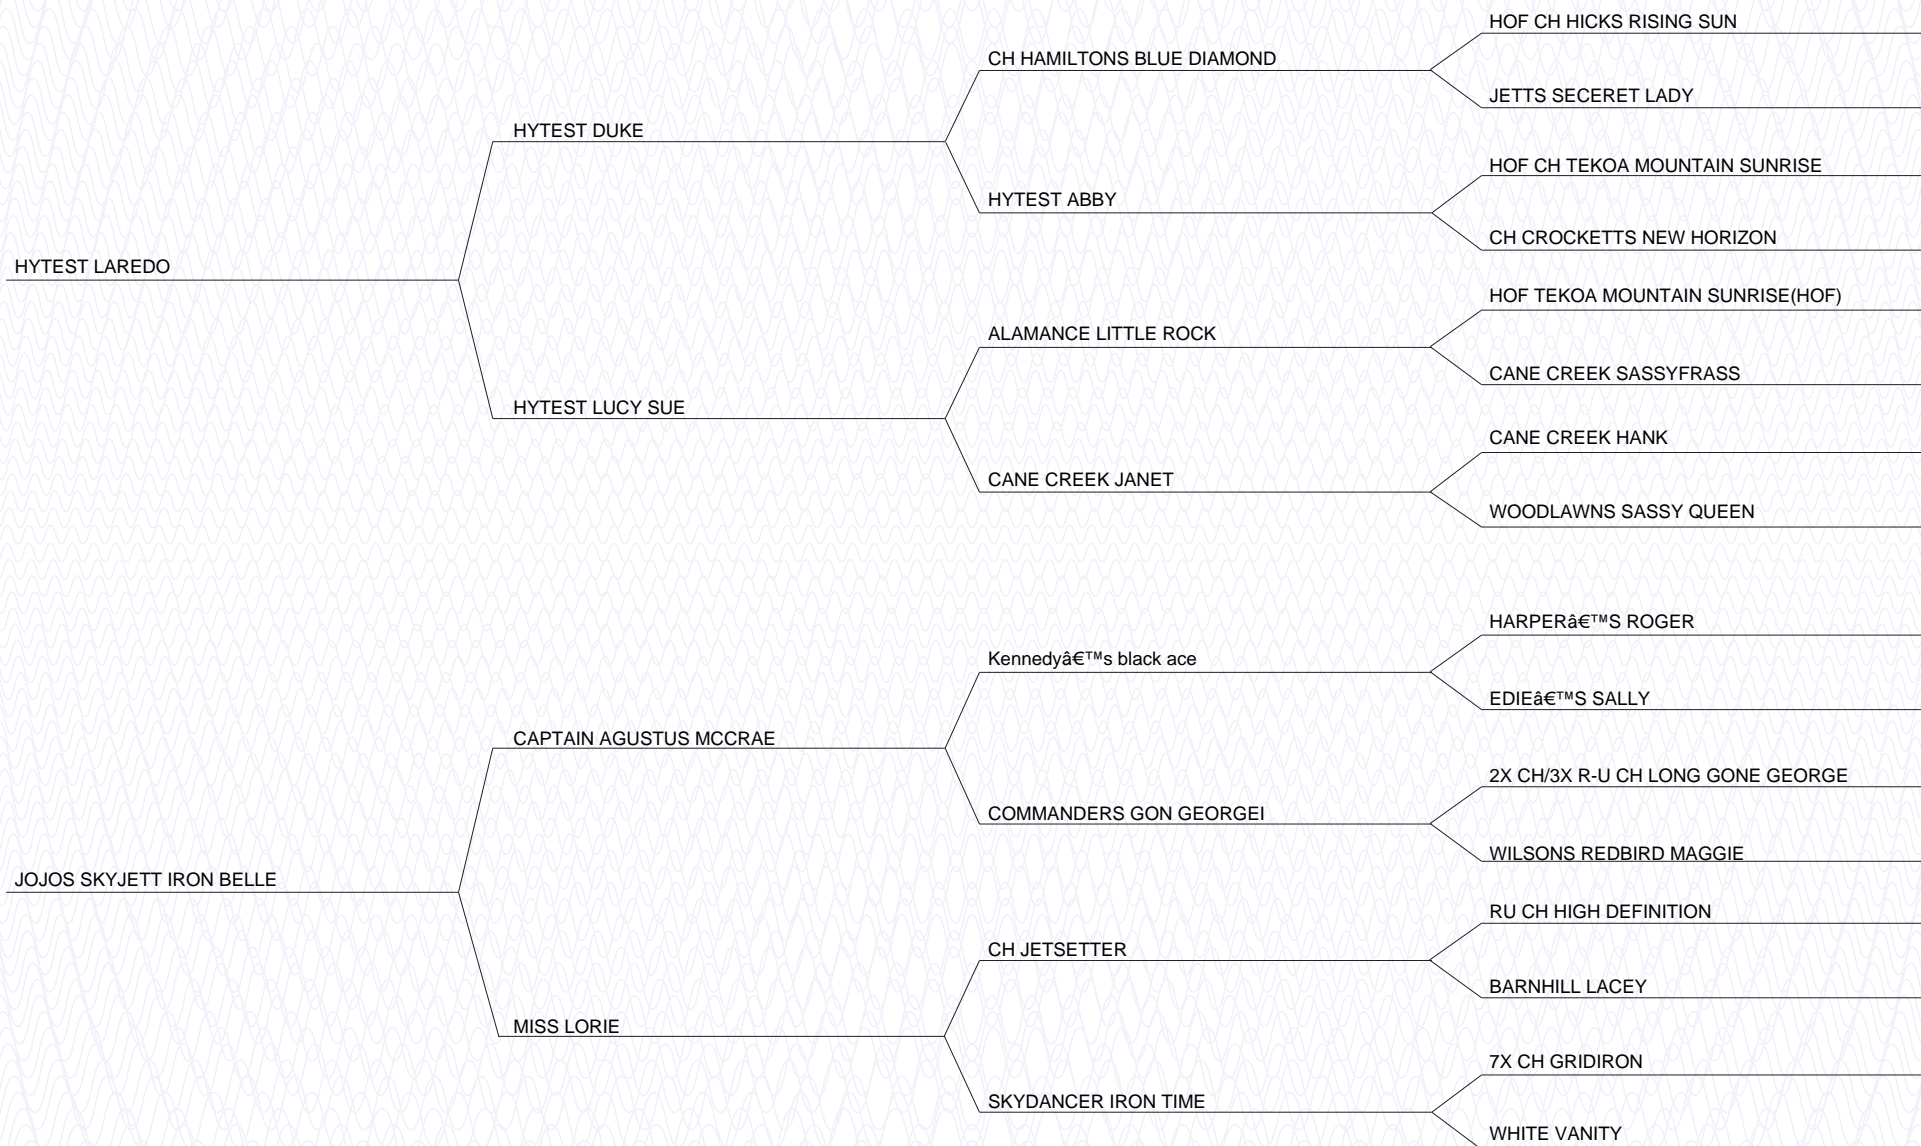 HOF CH HICKS RISING SUN
CH HAMILTONS BLUE DIAMOND
JETTS SECERET LADY
HYTEST DUKE
HOF CH TEKOA MOUNTAIN SUNRISE
HYTEST ABBY
CH CROCKETTS NEW HORIZON
HYTEST LAREDO
HOF TEKOA MOUNTAIN SUNRISE(HOF)
ALAMANCE LITTLE ROCK
CANE CREEK SASSYFRASS
HYTEST LUCY SUE
CANE CREEK HANK
CANE CREEK JANET
WOODLAWNS SASSY QUEEN
HARPERâ€™S ROGER
Kennedyâ€™s black ace
EDIEâ€™S SALLY
CAPTAIN AGUSTUS MCCRAE
2X CH/3X R-U CH LONG GONE GEORGE
COMMANDERS GON GEORGEI
WILSONS REDBIRD MAGGIE
JOJOS SKYJETT IRON BELLE
RU CH HIGH DEFINITION
CH JETSETTER
BARNHILL LACEY
MISS LORIE
7X CH GRIDIRON
SKYDANCER IRON TIME
WHITE VANITY